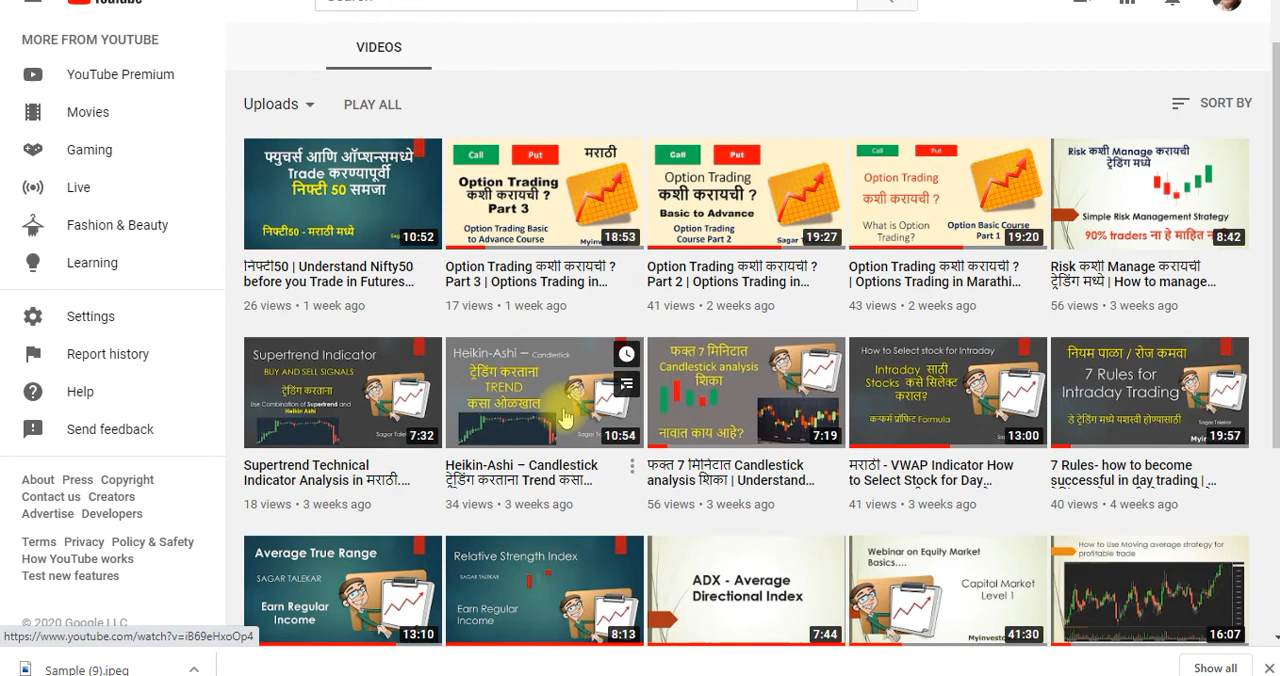 MORE FROM YOUTUBE
YouTube Premium
Movies
Gaming
Live
Fashion & Beauty
Learning
Settings
Report history
Help
Send feedback
About Press Copyright
Contact us Creators
Advertise Developers
Terms Privacy Policy & Safety
How YouTube works
Test new features
© 2020 Google LLC
https://www.youtube.com/watch?v=iB69eHxoOp4
VIDEOS
Uploads
PLAY ALL
SORT BY
फ्युचर्स आणि ऑप्शन्समध्ये
Trade करण्यापूर्वी
निफ्टी 50 समजा
निफ्टी50 - मराठी मध्ये
10:52
निफ्टी50 | Understand Nifty50
before you Trade in Futures...
26 views • 1 week ago
Call Put मराठी
Option Trading
कशी करायची ?
Part 3
Option Trading Basic
to Advance Course
18:53
Option Trading कशी करायची ?
Part 3 | Options Trading in...
17 views • 1 week ago
Call Put
Option Trading
कशी करायची ?
Basic to Advance
Option Trading
Course Part 2
19:27
Option Trading कशी करायची ?
Part 2 | Options Trading in...
41 views • 2 weeks ago
Call Put
Option Trading
कशी करायची ?
What is Option
Trading?
Option Basic
Course Part 1
19:20
Option Trading कशी करायची ?
| Options Trading in Marathi...
43 views • 2 weeks ago
Risk कशी Manage करायची
ट्रेडिंग मध्ये
Simple Risk Management Strategy
90% traders ना हे माहित
8:42
Risk कशी Manage करायची
ट्रेडिंग मध्ये | How to manage...
56 views • 3 weeks ago
Supertrend Indicator
BUY AND SELL SIGNALS
ट्रेडिंग करताना
Use Combination of Supertrend and
Heikin Ashi
7:32
Supertrend Technical
Indicator Analysis in मराठी....
18 views • 3 weeks ago
Heikin-Ashi – Candlestick
ट्रेडिंग करताना
TREND
कसा ओळखाल
10:54
Heikin-Ashi – Candlestick
ट्रेडिंग करताना Trend कसा...
34 views • 3 weeks ago
फक्त 7 मिनिटात
Candlestick analysis
शिका
नावात काय आहे?
7:19
फक्त 7 मिनिटात Candlestick
analysis शिका | Understand...
56 views • 3 weeks ago
How to Select stock for Intraday
Intraday साठी
Stocks कसे सिलेक्ट
कराल?
कन्फर्म प्रॉफिट Formula
13:00
मराठी - VWAP Indicator How
to Select Stock for Day...
41 views • 3 weeks ago
नियम पाळा / रोज कमवा
7 Rules for
Intraday Trading
डे ट्रेडिंग मध्ये यशस्वी होण्यासाठी
19:57
7 Rules- how to become
successful in day trading | ...
40 views • 4 weeks ago
Average True Range
SAGAR TALEKAR
Earn Regular
Income
13:10
Relative Strength Index
SAGAR TALEKAR
Earn Regular
Income
8:13
ADX - Average
Directional Index
7:44
Webinar on Equity Market
Basics....
Capital Market
Level 1
41:30
How to Use Moving average strategy for
profitable trade
16:07
Sample (9).jpeg
Show all